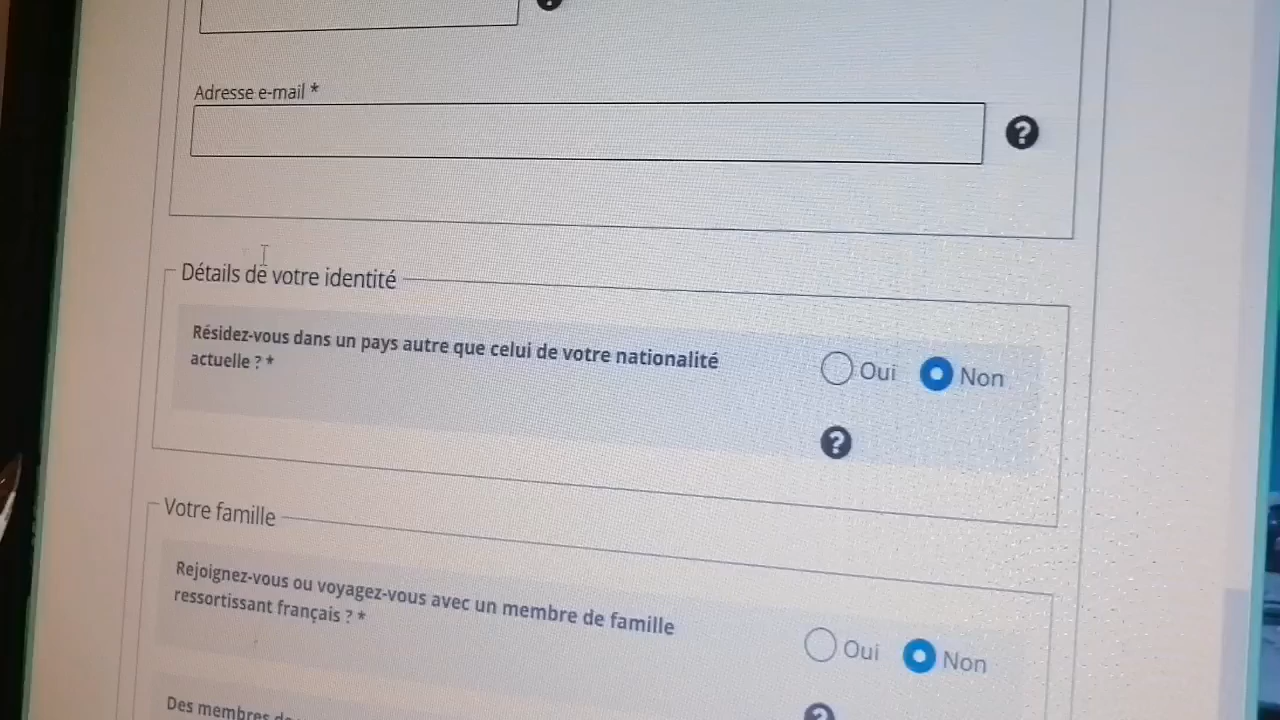 Adresse e-mail *
Détails de votre identité
Résidez-vous dans un pays autre que celui de votre nationalité
actuelle ? *
Oui
Non
Votre famille
Rejoignez-vous ou voyagez-vous avec un membre de famille
ressortissant français ? *
Oui
Non
Des membres